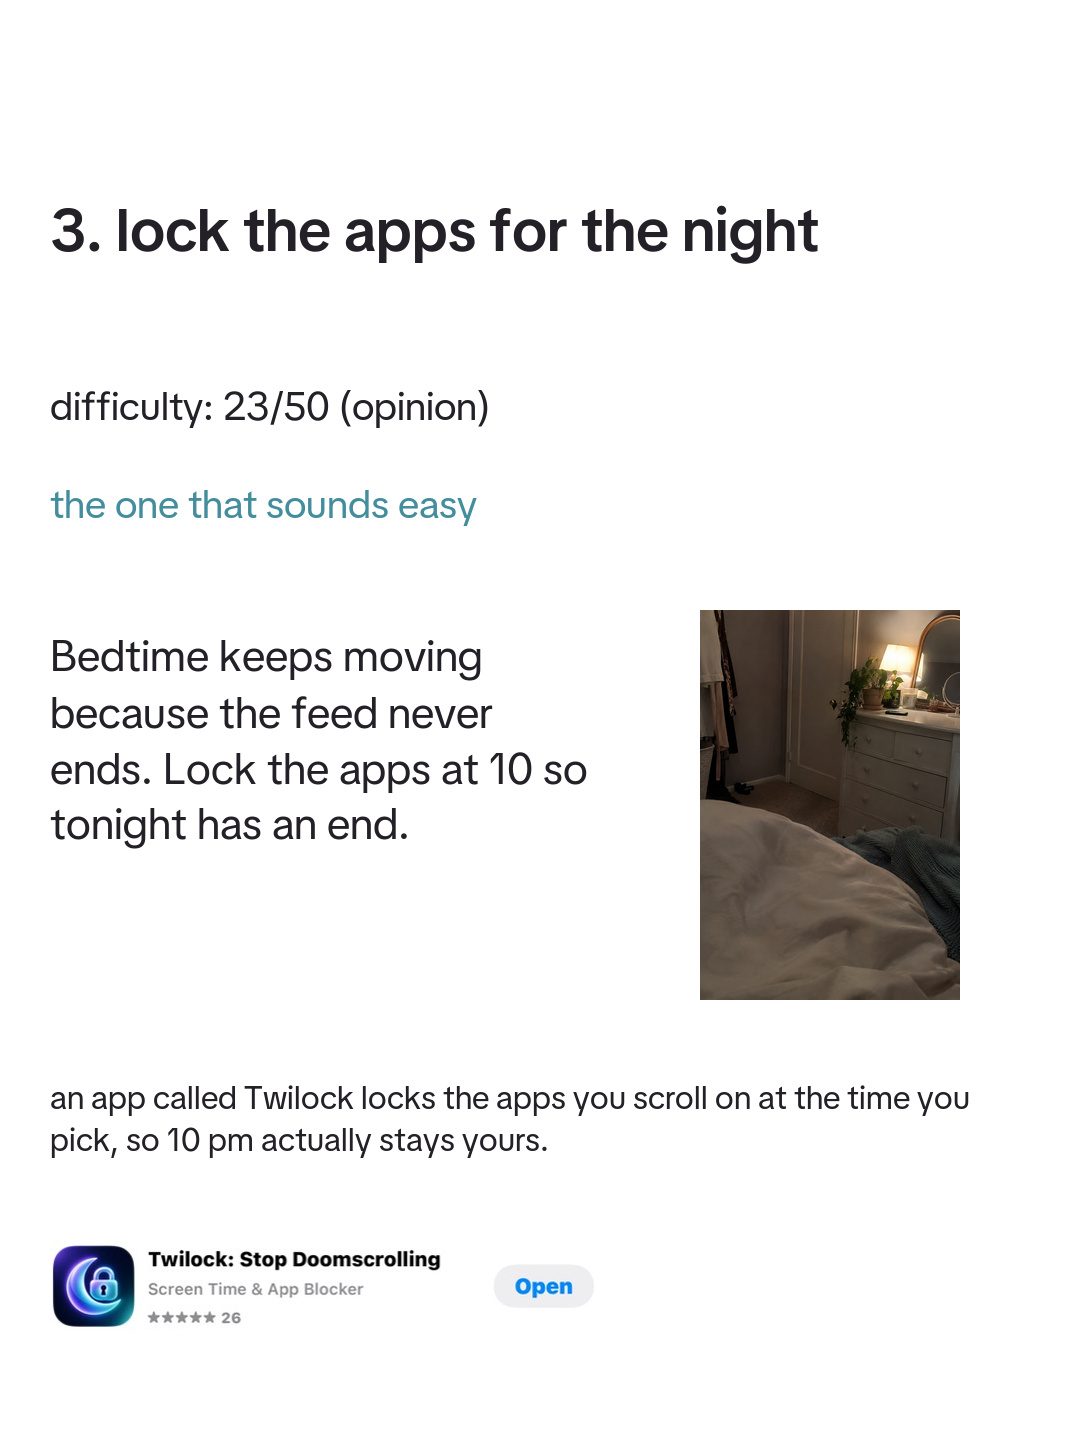 3. lock the apps for the night
difficulty: 23/50 (opinion)
the one that sounds easy
Bedtime keeps moving
because the feed never
ends. Lock the apps at 10 so
tonight has an end.
an app called Twilock locks the apps you scroll on at the time you
pick, so 10 pm actually stays yours.
Twilock: Stop Doomscrolling
Screen Time & App Blocker
★★★★★ 26
Open